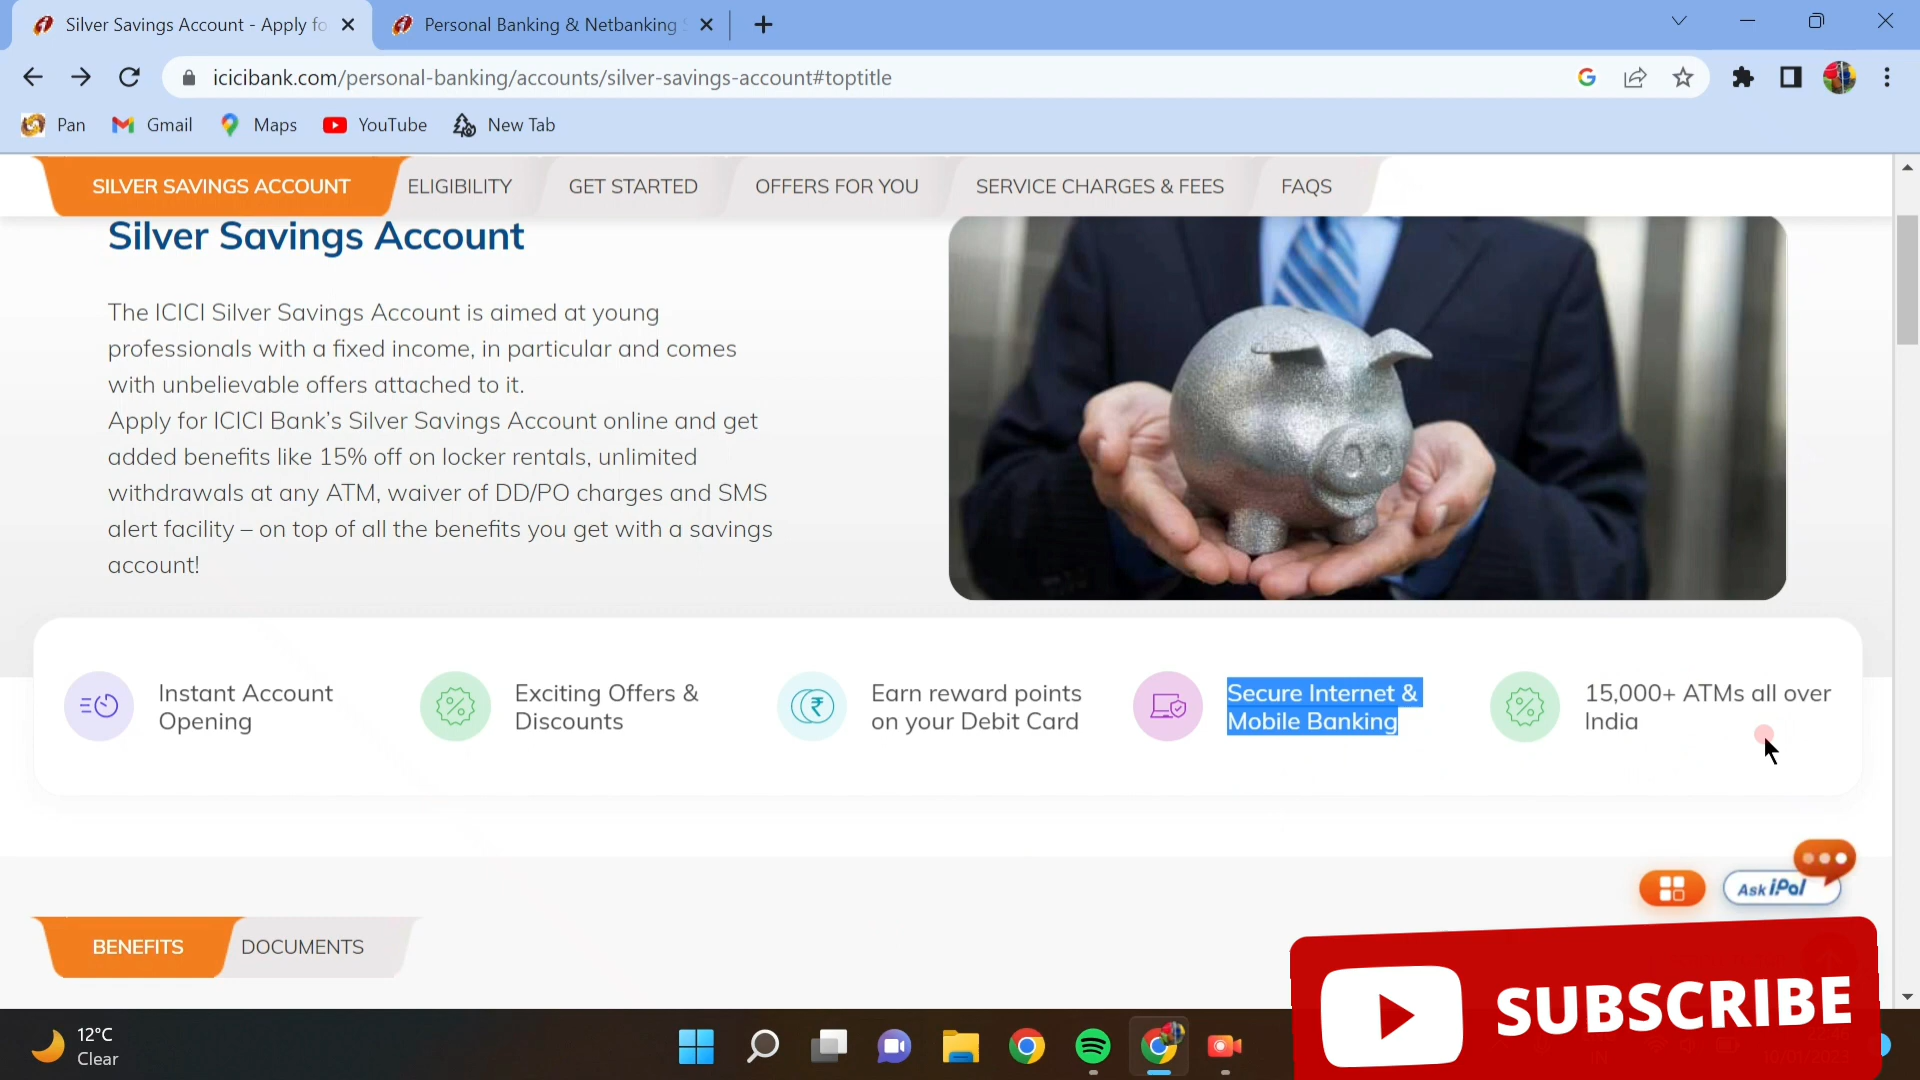 Silver Savings Account - Apply fo
Personal Banking & Netbanking
icicibank.com/personal-banking/accounts/silver-savings-account#toptitle
Pan
Gmail
Maps
YouTube
New Tab
SILVER SAVINGS ACCOUNT
ELIGIBILITY
GET STARTED
OFFERS FOR YOU
SERVICE CHARGES & FEES
FAQS
Silver Savings Account
The ICICI Silver Savings Account is aimed at young
professionals with a fixed income, in particular and comes
with unbelievable offers attached to it.
Apply for ICICI Bank's Silver Savings Account online and get
added benefits like 15% off on locker rentals, unlimited
withdrawals at any ATM, waiver of DD/PO charges and SMS
alert facility – on top of all the benefits you get with a savings
account!
Instant Account
Opening
Exciting Offers &
Discounts
Earn reward points
on your Debit Card
Secure Internet &
Mobile Banking
15,000+ ATMs all over
India
Ask iPal
BENEFITS
DOCUMENTS
SUBSCRIBE
12°C
Clear